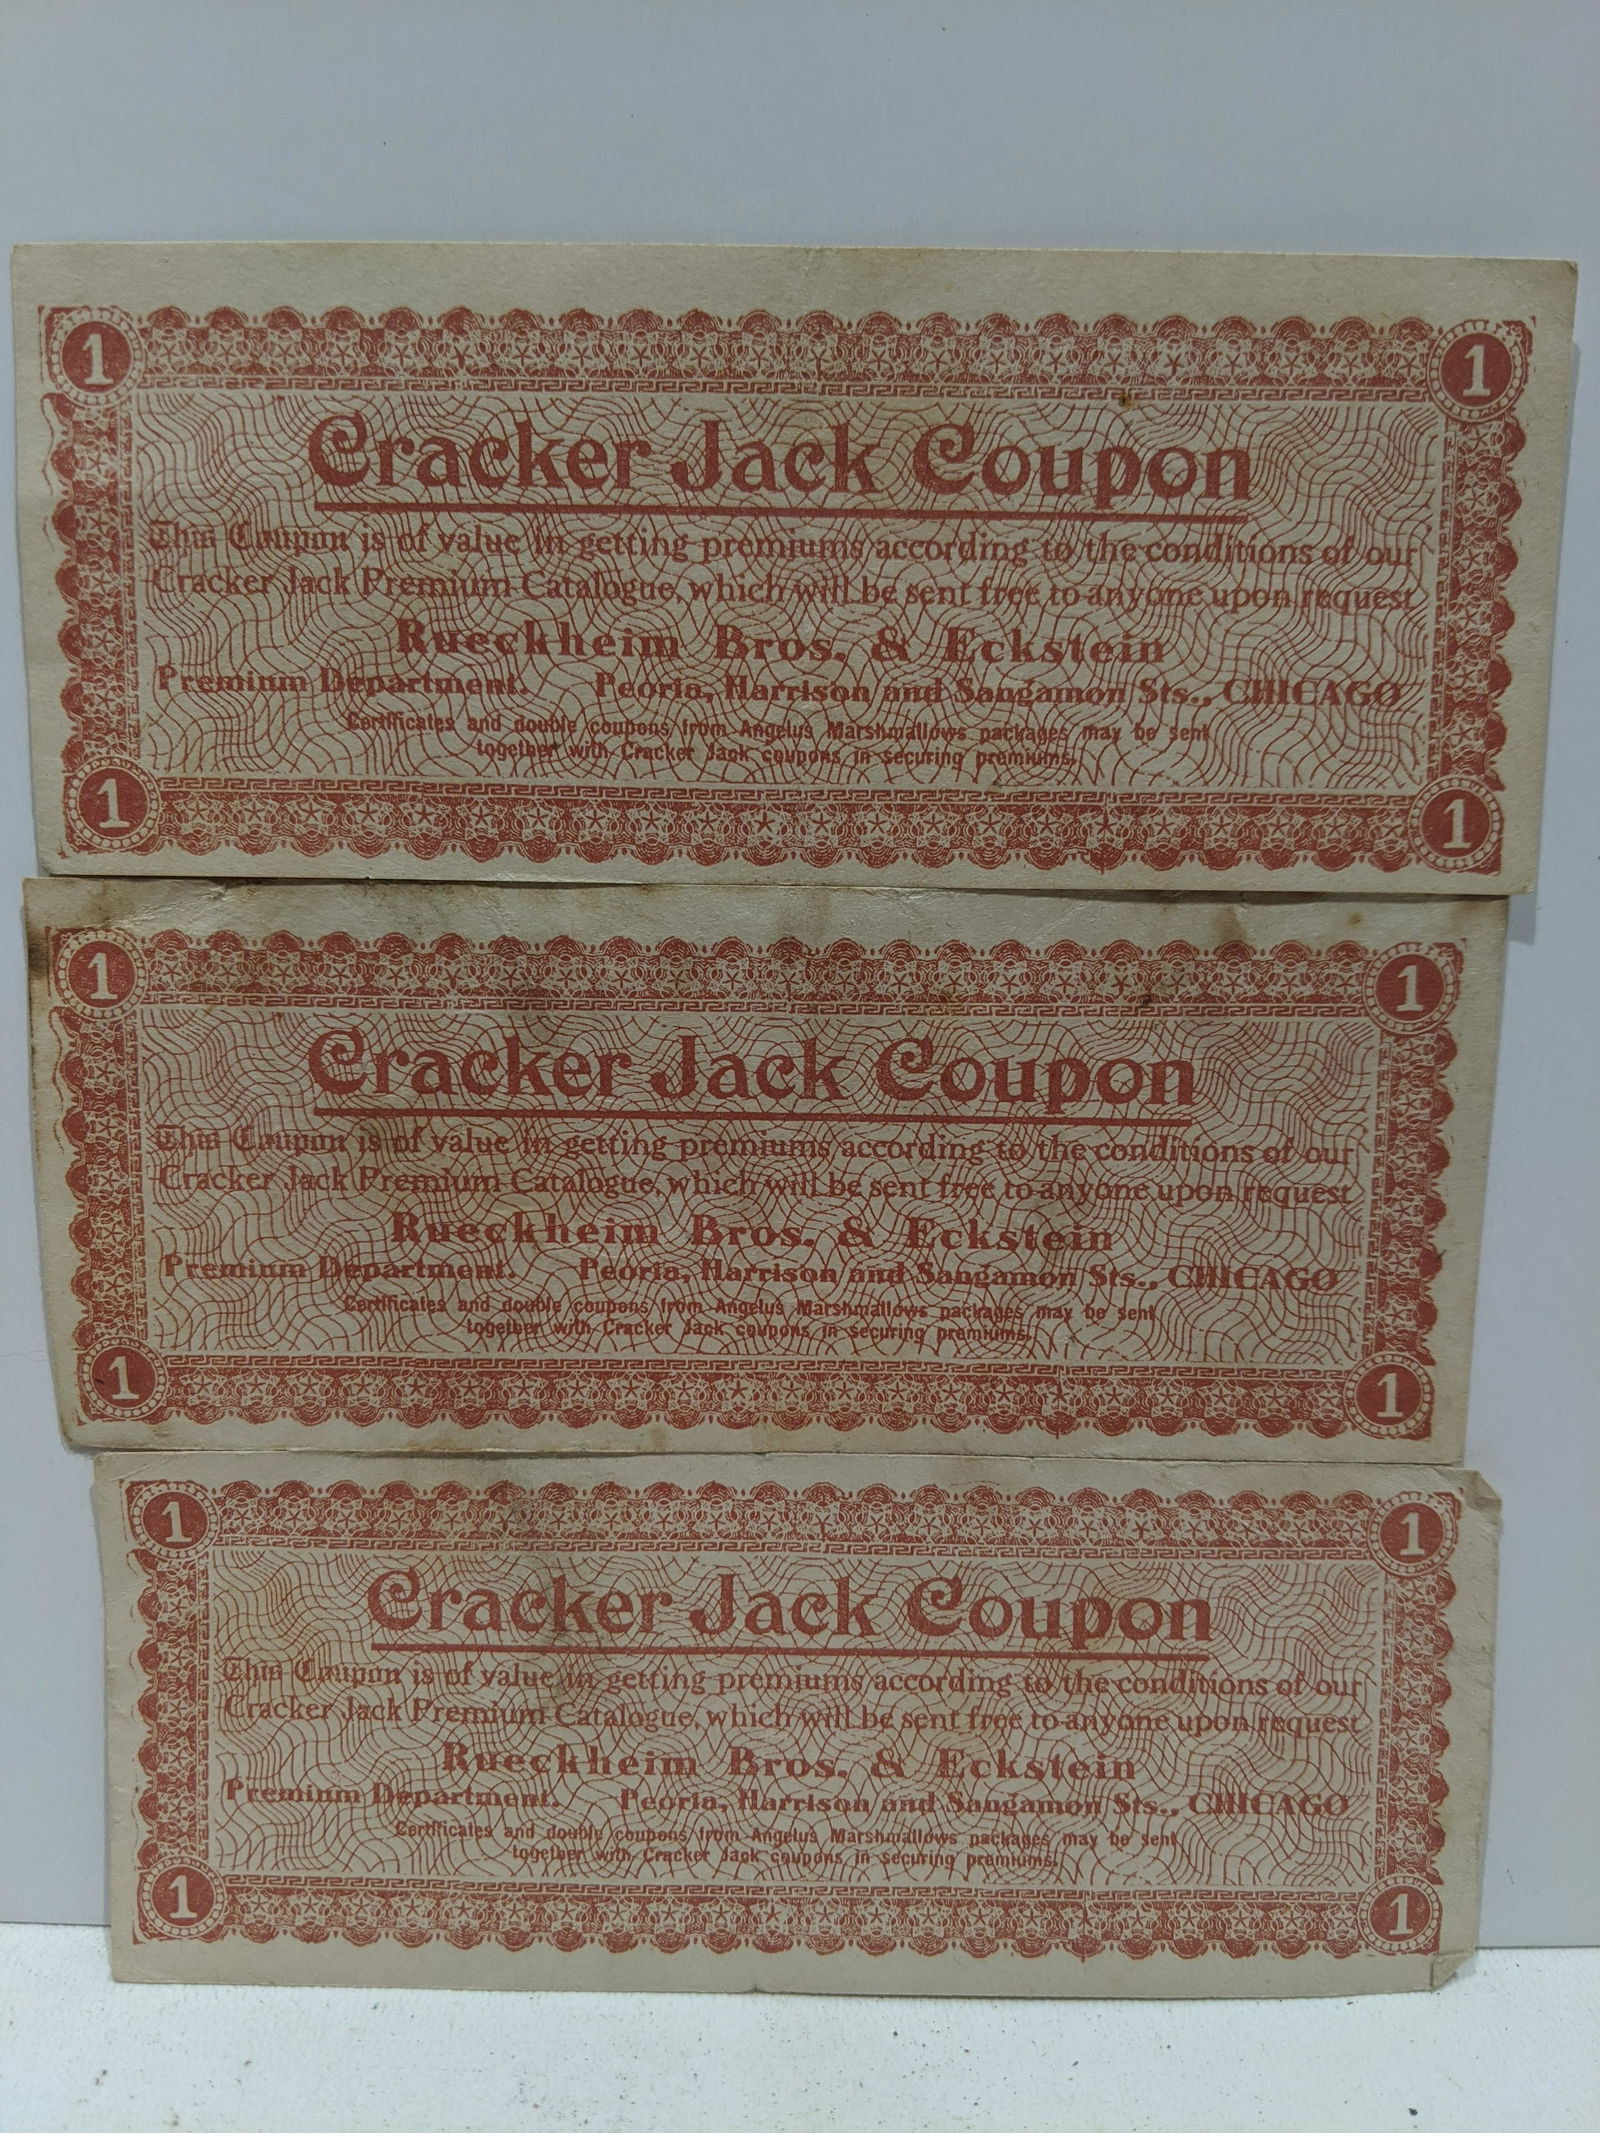 1 1
Cracker Jack Coupon
This Coupon is of value in getting premiums according to the conditions of our
Cracker Jack Premium Catalogue, which will be sent free to anyone upon request
Rueckheim Bros. & Eckstein
Premium Department. Peoria, Harrison and Sangamon Sts., CHICAGO
Certificates and double coupons from Angelus Marshmallows packages may be sent
together with Cracker Jack coupons in securing premiums.
1 1
1 1
Cracker Jack Coupon
This Coupon is of value in getting premiums according to the conditions of our
Cracker Jack Premium Catalogue, which will be sent free to anyone upon request
Rueckheim Bros. & Eckstein
Premium Department. Peoria, Harrison and Sangamon Sts., CHICAGO
Certificates and double coupons from Angelus Marshmallows packages may be sent
together with Cracker Jack coupons in securing premiums.
1 1
1 1
Cracker Jack Coupon
This Coupon is of value in getting premiums according to the conditions of our
Cracker Jack Premium Catalogue, which will be sent free to anyone upon request
Rueckheim Bros. & Eckstein
Premium Department. Peoria, Harrison and Sangamon Sts., CHICAGO
Certificates and double coupons from Angelus Marshmallows packages may be sent
together with Cracker Jack coupons in securing premiums.
1 1